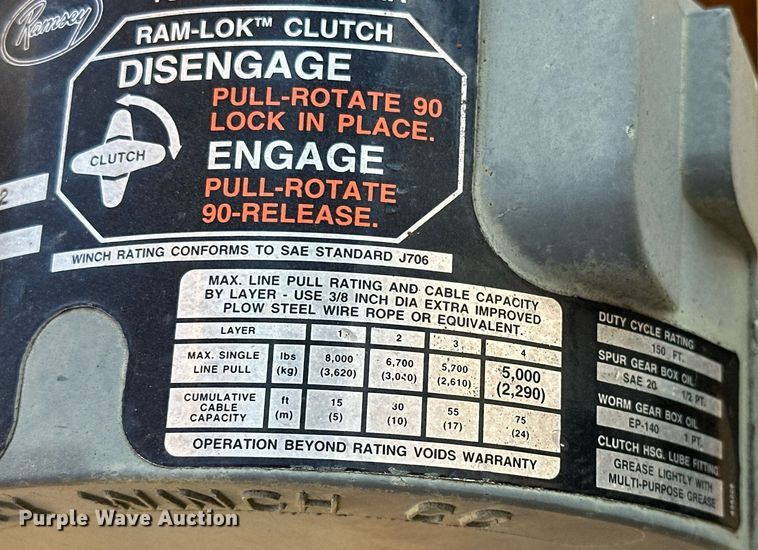 Ramsey
RAM-LOK™ CLUTCH
DISENGAGE
PULL-ROTATE 90
LOCK IN PLACE.
CLUTCH
ENGAGE
PULL-ROTATE
90-RELEASE.
2
WINCH RATING CONFORMS TO SAE STANDARD J706
MAX. LINE PULL RATING AND CABLE CAPACITY
BY LAYER - USE 3/8 INCH DIA EXTRA IMPROVED
PLOW STEEL WIRE ROPE OR EQUIVALENT.
LAYER 1 2 3 4
MAX. SINGLE LINE PULL lbs (kg) 8,000 (3,620) 6,700 (3,040) 5,700 (2,610) 5,000 (2,290)
CUMULATIVE CABLE CAPACITY ft (m) 15 (5) 30 (10) 55 (17) 75 (24)
OPERATION BEYOND RATING VOIDS WARRANTY
DUTY CYCLE RATING
150 FT.
SPUR GEAR BOX OIL
SAE 20 1/2 PT.
WORM GEAR BOX OIL
EP-140 1 PT.
CLUTCH HSG. LUBE FITTING
GREASE LIGHTLY WITH
MULTI-PURPOSE GREASE
WINCH
Purple Wave Auction